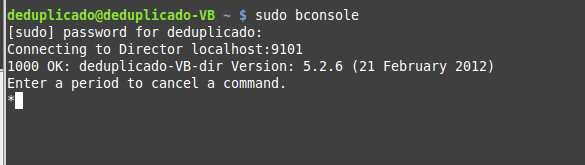 deduplicado@deduplicado-VB ~ $ sudo bconsole
[sudo] password for deduplicado:
Connecting to Director localhost:9101
1000 OK: deduplicado-VB-dir Version: 5.2.6 (21 February 2012)
Enter a period to cancel a command.
*